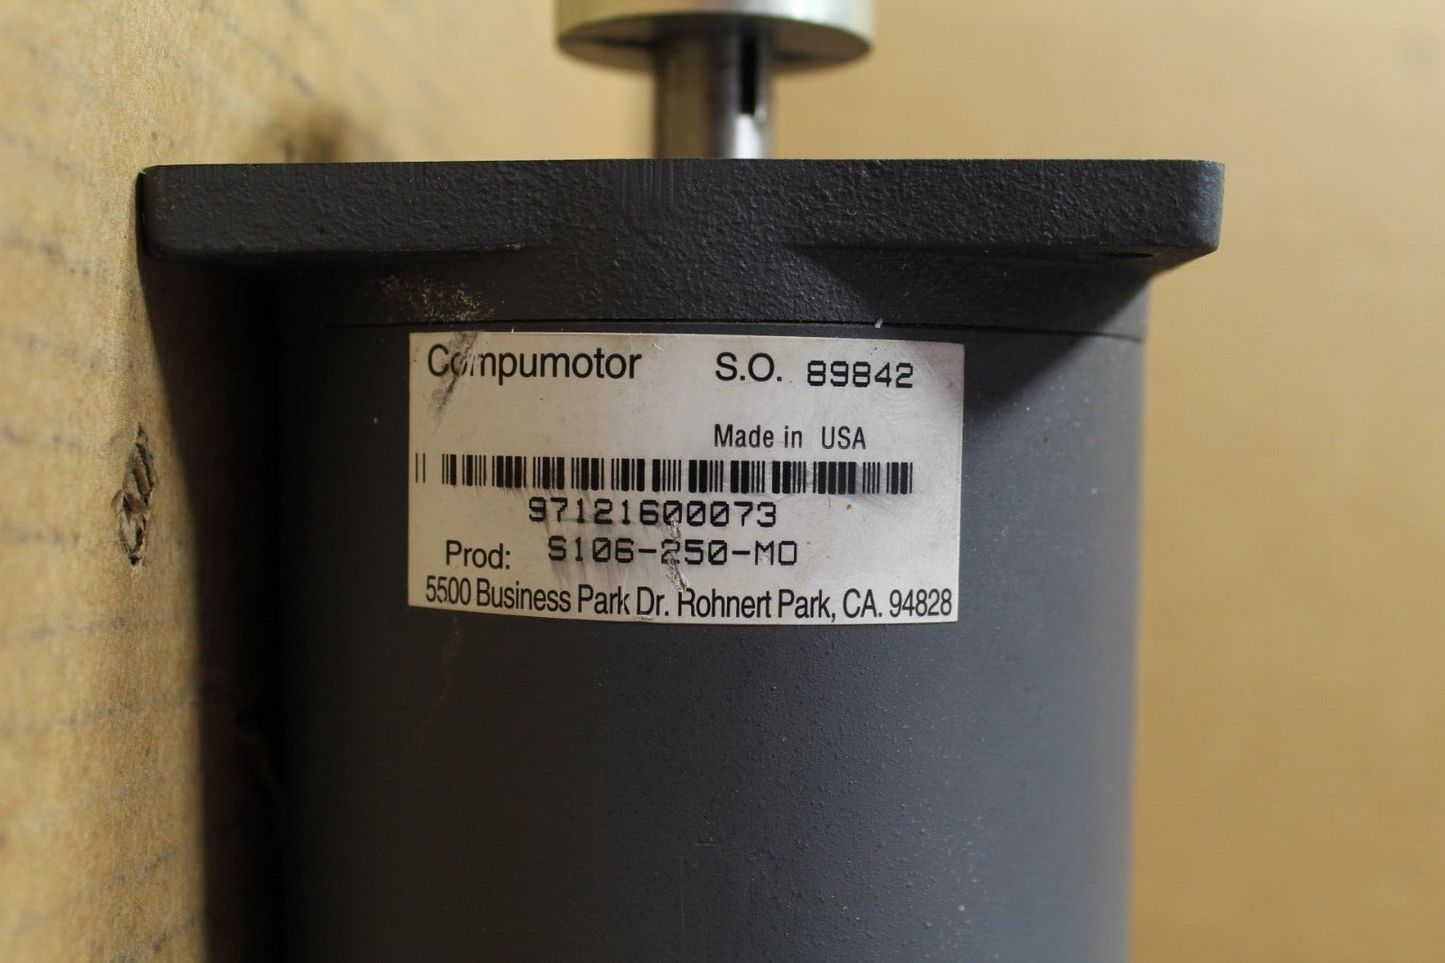 Compumotor S.O. 89842
Made in USA
97121600073
Prod: S106-250-MO
5500 Business Park Dr. Rohnert Park, CA. 94828